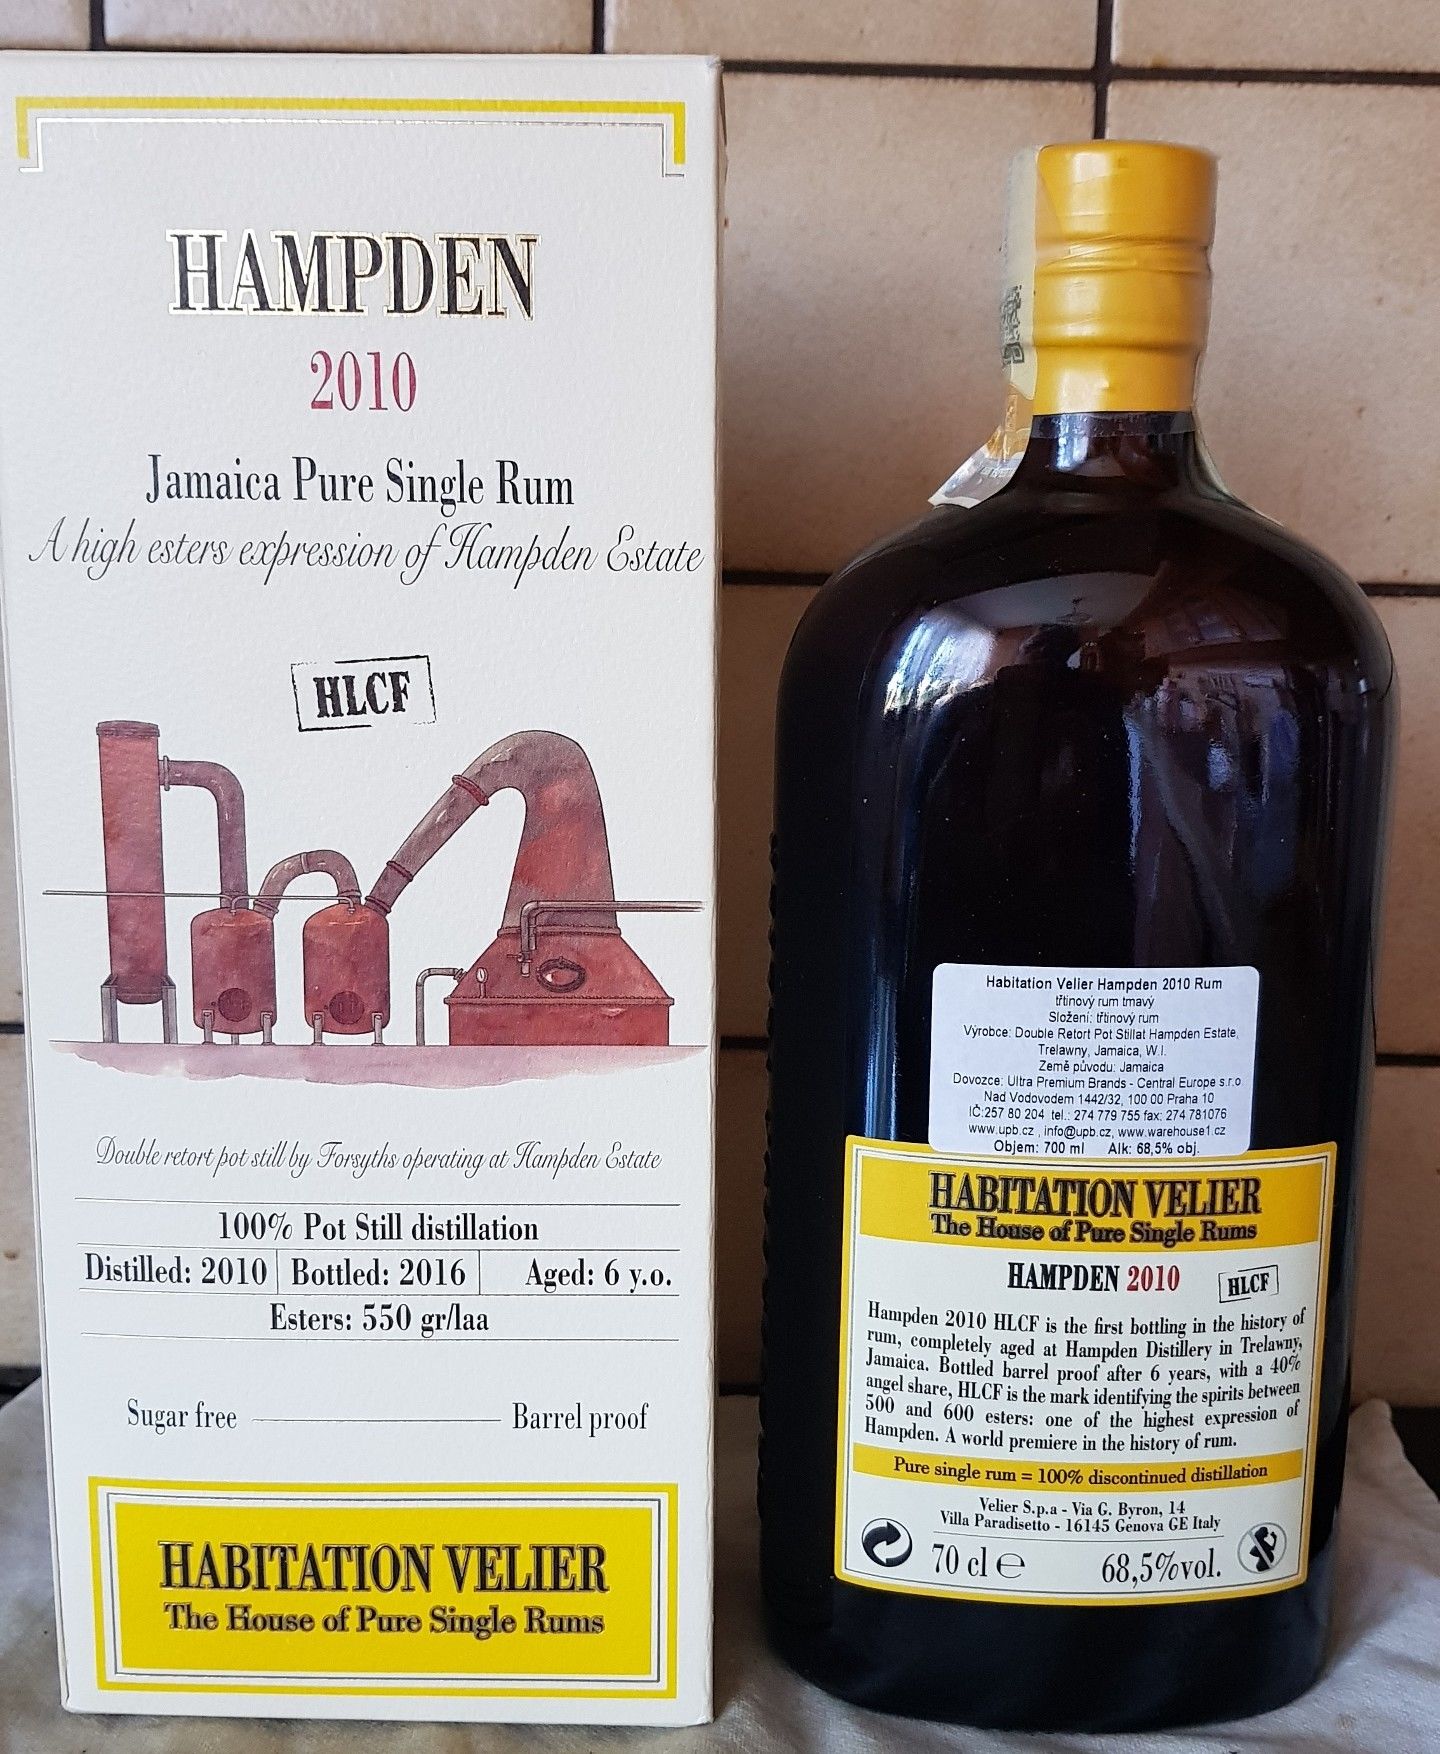 HAMPDEN
2010
Jamaica Pure Single Rum
A high esters expression of Hampden Estate
HLCF
Double retort pot still by Forsyths operating at Hampden Estate
100% Pot Still distillation
Distilled: 2010 Bottled: 2016 Aged: 6 y.o.
Esters: 550 gr/laa
Sugar free Barrel proof
HABITATION VELIER
The House of Pure Single Rums
Habitation Velier Hampden 2010 Rum
třtinový rum tmavý
Složení: třtinový rum
Výrobce: Double Retort Pot Stillat Hampden Estate,
Trelawny, Jamaica, W.I.
Země původu: Jamaica
Dovozce: Ultra Premium Brands - Central Europe s.r.o
Nad Vodovodem 1442/32, 100 00 Praha 10
IČ:257 80 204 tel.: 274 779 755 fax: 274 781076
www.upb.cz , info@upb.cz, www.warehouse1.cz
Objem: 700 ml Alk: 68,5% obj.
HABITATION VELIER
The House of Pure Single Rums
HAMPDEN 2010 HLCF
Hampden 2010 HLCF is the first bottling in the history of
rum, completely aged at Hampden Distillery in Trelawny,
Jamaica. Bottled barrel proof after 6 years, with a 40%
angel share, HLCF is the mark identifying the spirits between
500 and 600 esters: one of the highest expression of
Hampden. A world premiere in the history of rum.
Pure single rum = 100% discontinued distillation
Velier S.p.a - Via G. Byron, 14
Villa Paradisetto - 16145 Genova GE Italy
70 cl ℮ 68,5%vol.